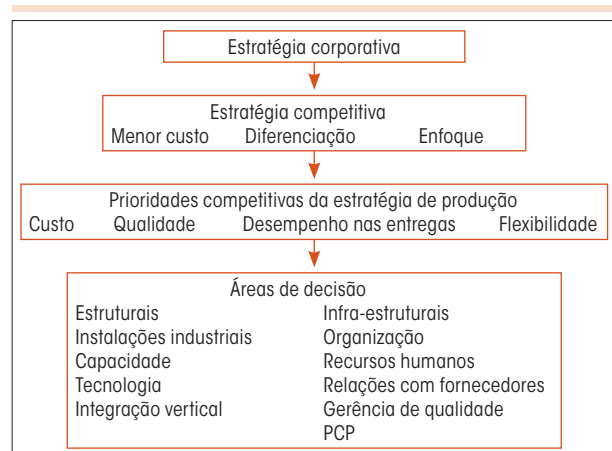 Estratégia corporativa
Estratégia competitiva
Menor custo Diferenciação Enfoque
Prioridades competitivas da estratégia de produção
Custo Qualidade Desempenho nas entregas Flexibilidade
Áreas de decisão
Estruturais Infra-estruturais
Instalações industriais Organização
Capacidade Recursos humanos
Tecnologia Relações com fornecedores
Integração vertical Gerência de qualidade
PCP